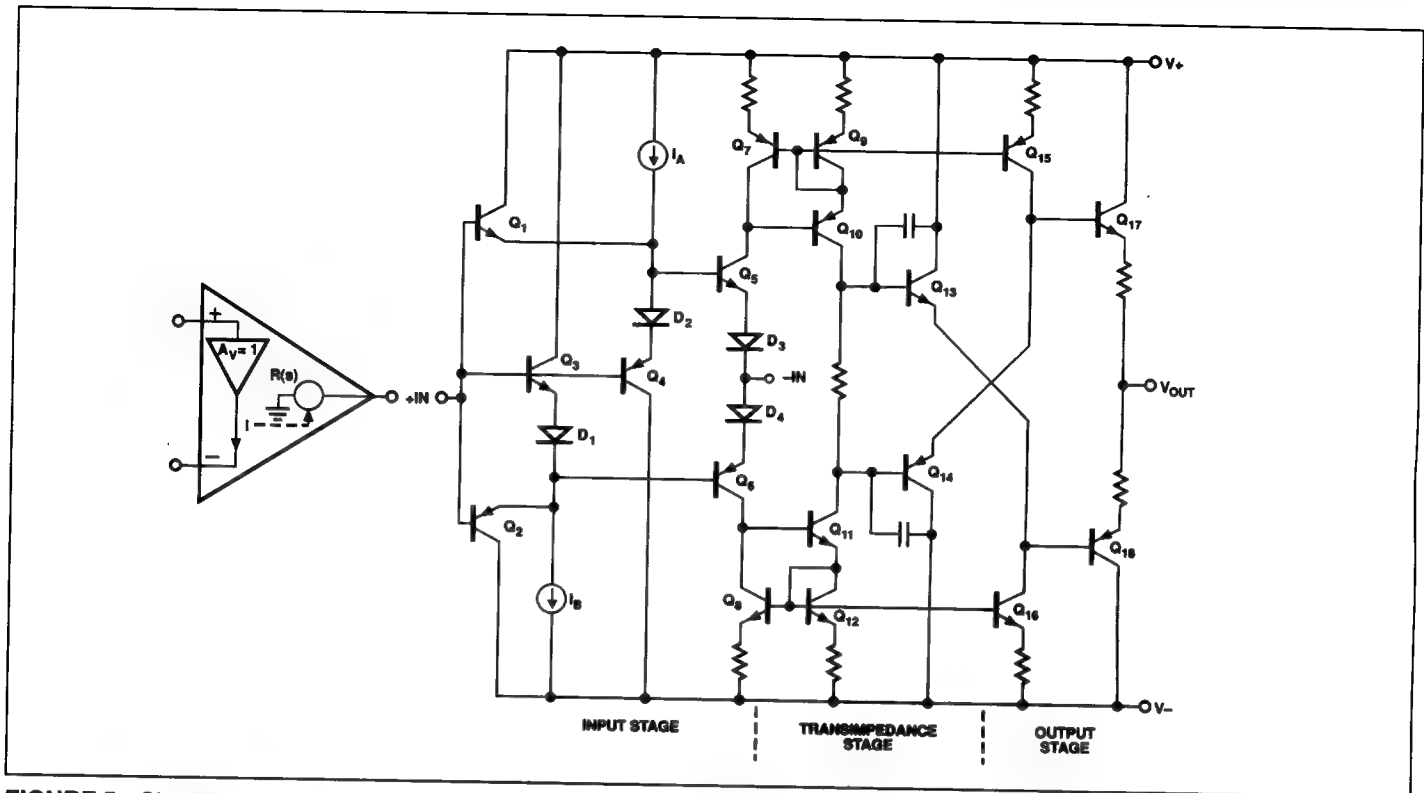 V+
Q7
Q9
Q15
iA
Q1
Q10
Q17
Q5
Q13
D2
D3
+
AV = 1
R(s)
Q3
Q4
–IN
VOUT
I
+IN
D1
D4
–
Q6
Q14
Q2
Q11
Q18
iB
Q8
Q12
Q16
V–
INPUT STAGE
TRANSIMPEDANCE
STAGE
OUTPUT
STAGE